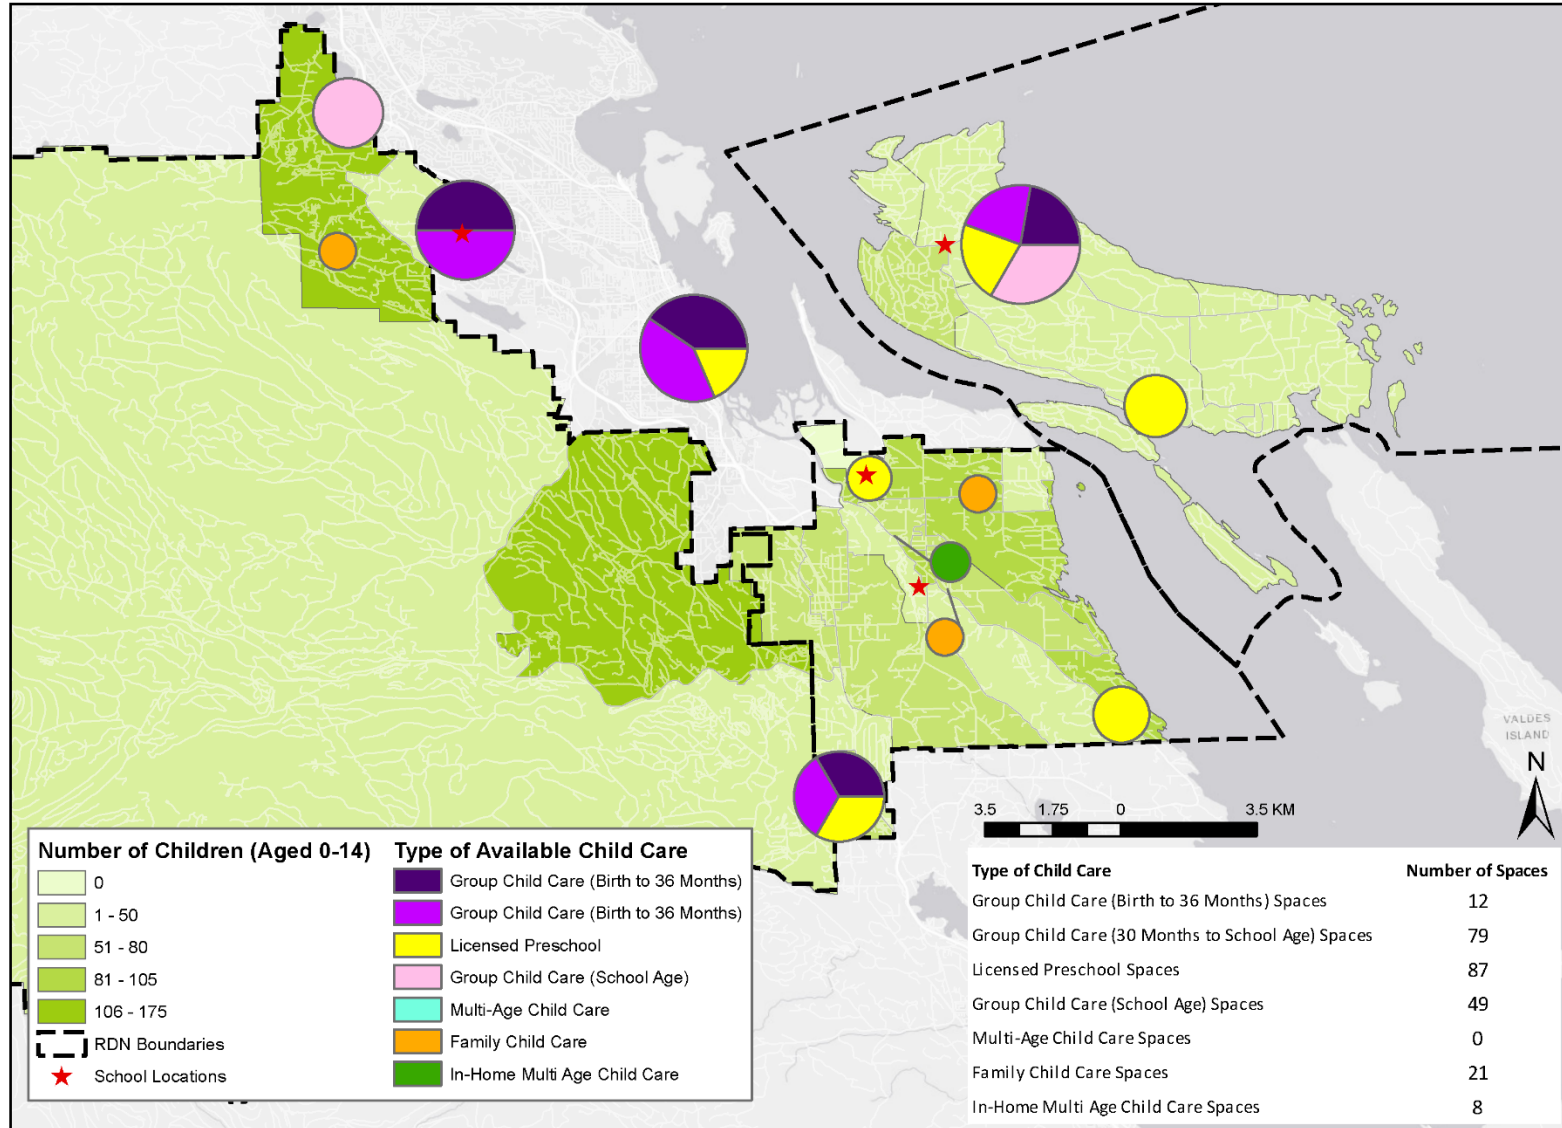 VALDES
ISLAND
N
3.5 1.75 0 3.5 KM
Number of Children (Aged 0-14)
0
1 - 50
51 - 80
81 - 105
106 - 175
RDN Boundaries
School Locations
Type of Available Child Care
Group Child Care (Birth to 36 Months)
Group Child Care (Birth to 36 Months)
Licensed Preschool
Group Child Care (School Age)
Multi-Age Child Care
Family Child Care
In-Home Multi Age Child Care
Type of Child Care Number of Spaces
Group Child Care (Birth to 36 Months) Spaces 12
Group Child Care (30 Months to School Age) Spaces 79
Licensed Preschool Spaces 87
Group Child Care (School Age) Spaces 49
Multi-Age Child Care Spaces 0
Family Child Care Spaces 21
In-Home Multi Age Child Care Spaces 8